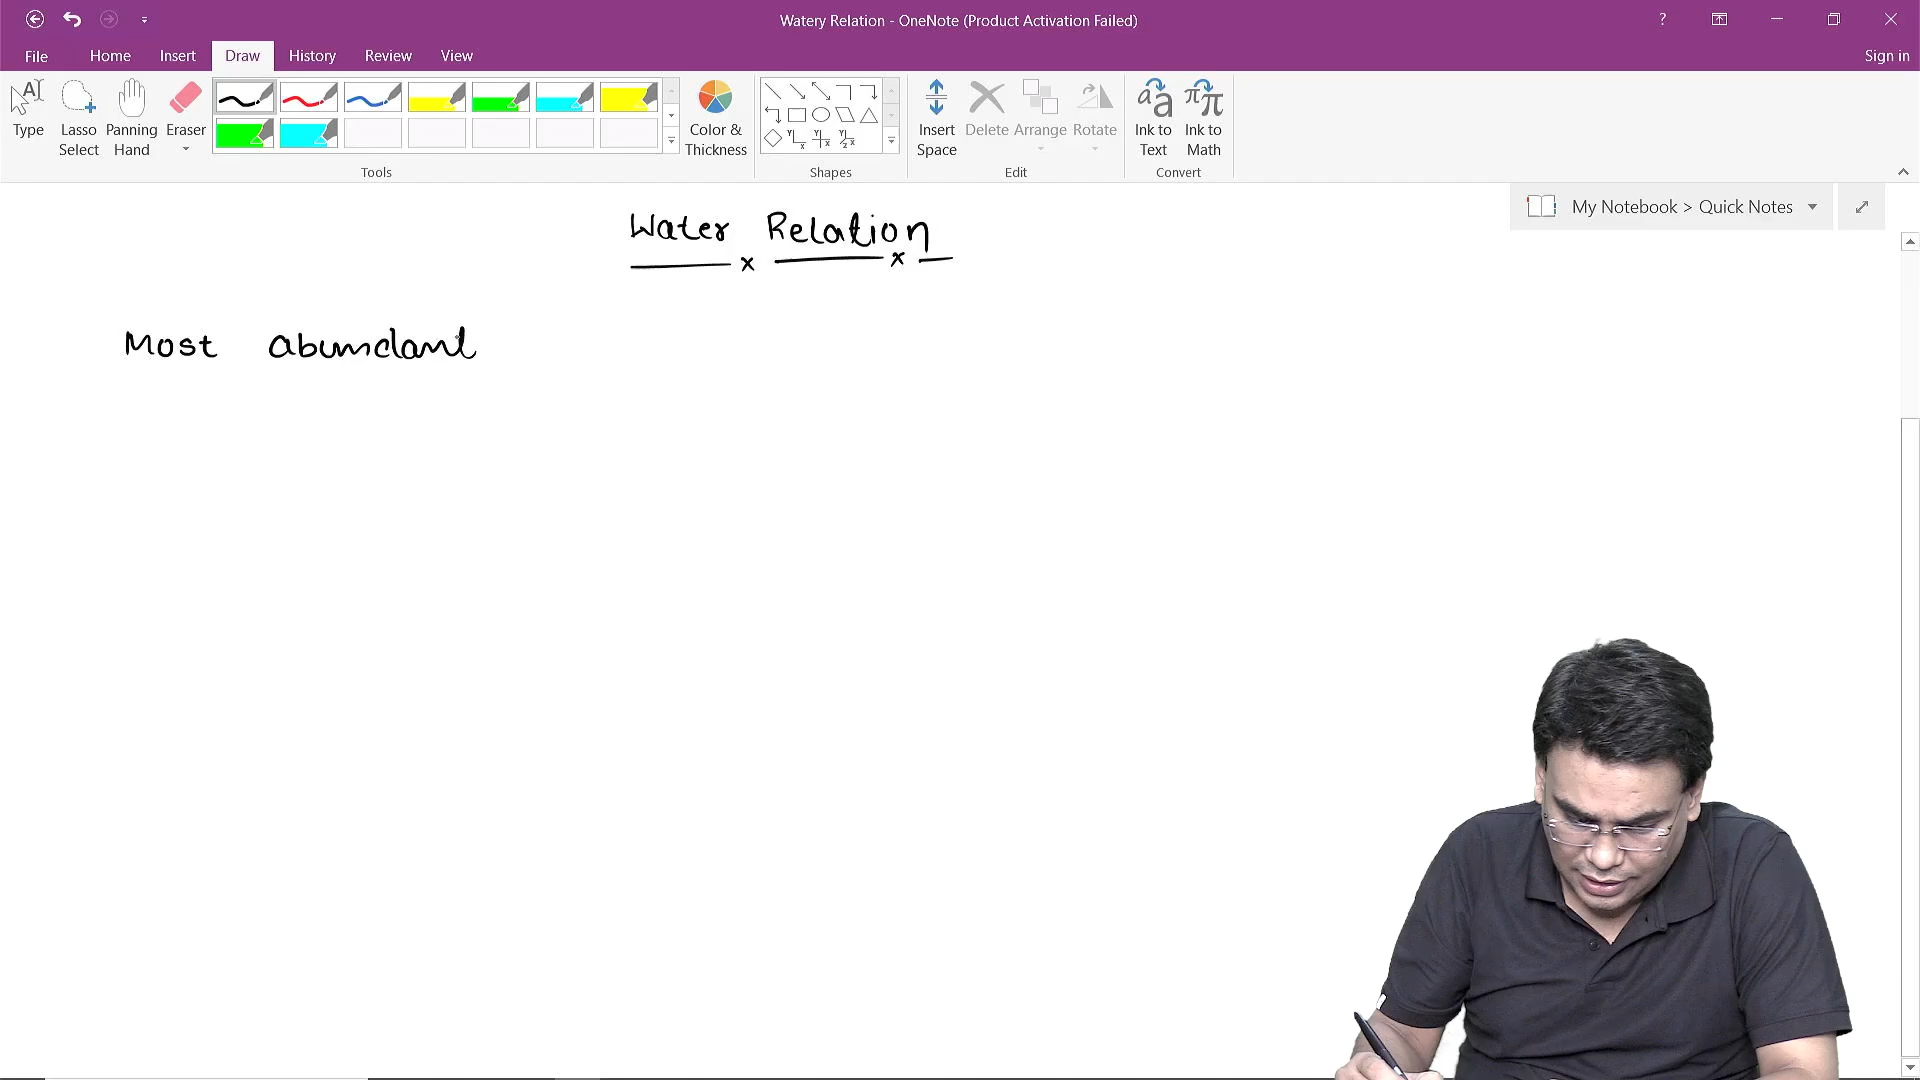 Watery Relation - OneNote (Product Activation Failed)
?
File Home Insert Draw History Review View Sign in
Type Lasso Select Panning Hand Eraser Color & Thickness Insert Space Delete Arrange Rotate Ink to Text Ink to Math
Tools Shapes Edit Convert
My Notebook > Quick Notes
Water Relation
Most abundant